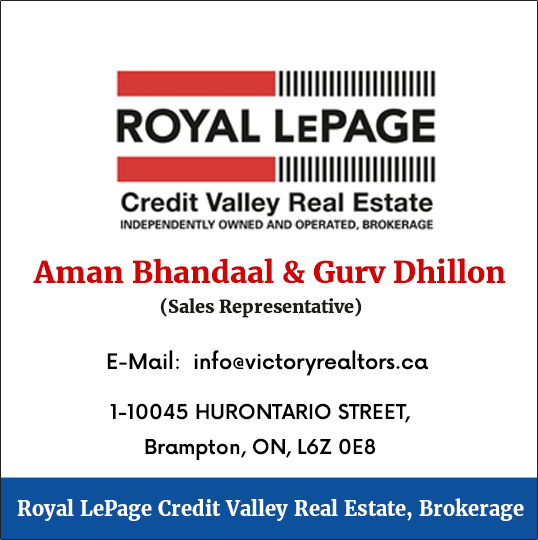 ROYAL LEPAGE
Credit Valley Real Estate
INDEPENDENTLY OWNED AND OPERATED, BROKERAGE
Aman Bhandaal & Gurv Dhillon
(Sales Representative)
E-Mail: info@victoryrealtors.ca
1-10045 HURONTARIO STREET,
Brampton, ON, L6Z 0E8
Royal LePage Credit Valley Real Estate, Brokerage